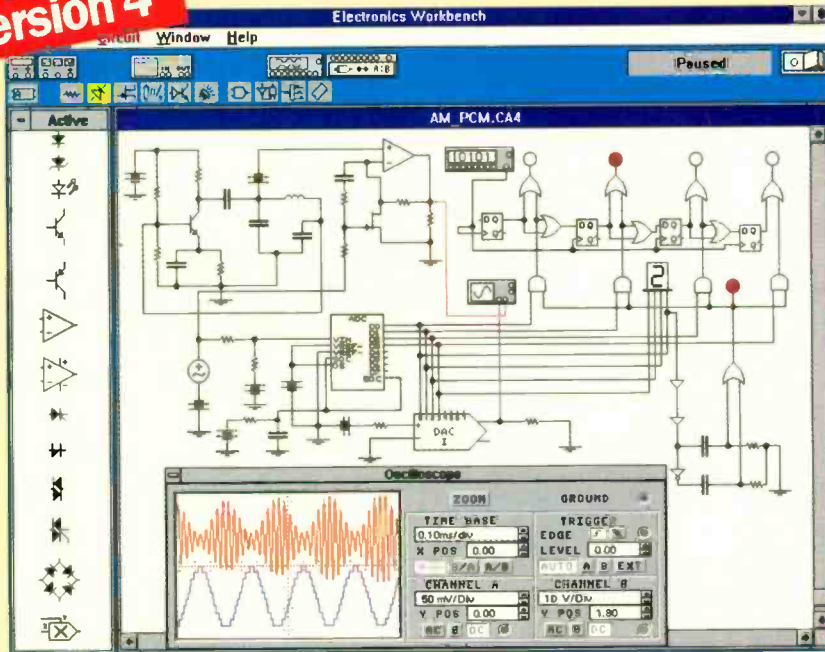 ersion 4
Electronics Workbench
Circuit Window Help
Paused
Active
AM_PCM.CA4
10101
D Q
Q
D Q
Q
D Q
Q
D Q
Q
2
ADC
DAC
I
Oscilloscope
ZOOM
GROUND
TIME BASE
0.10ms/div
X POS 0.00
B/A A/B
TRIGGER
EDGE
LEVEL 0.00
AUTO A B EXT
CHANNEL A
50 mV/Div
Y POS 0.00
AC 0 DC
CHANNEL B
10 V/Div
Y POS 1.80
AC 0 DC